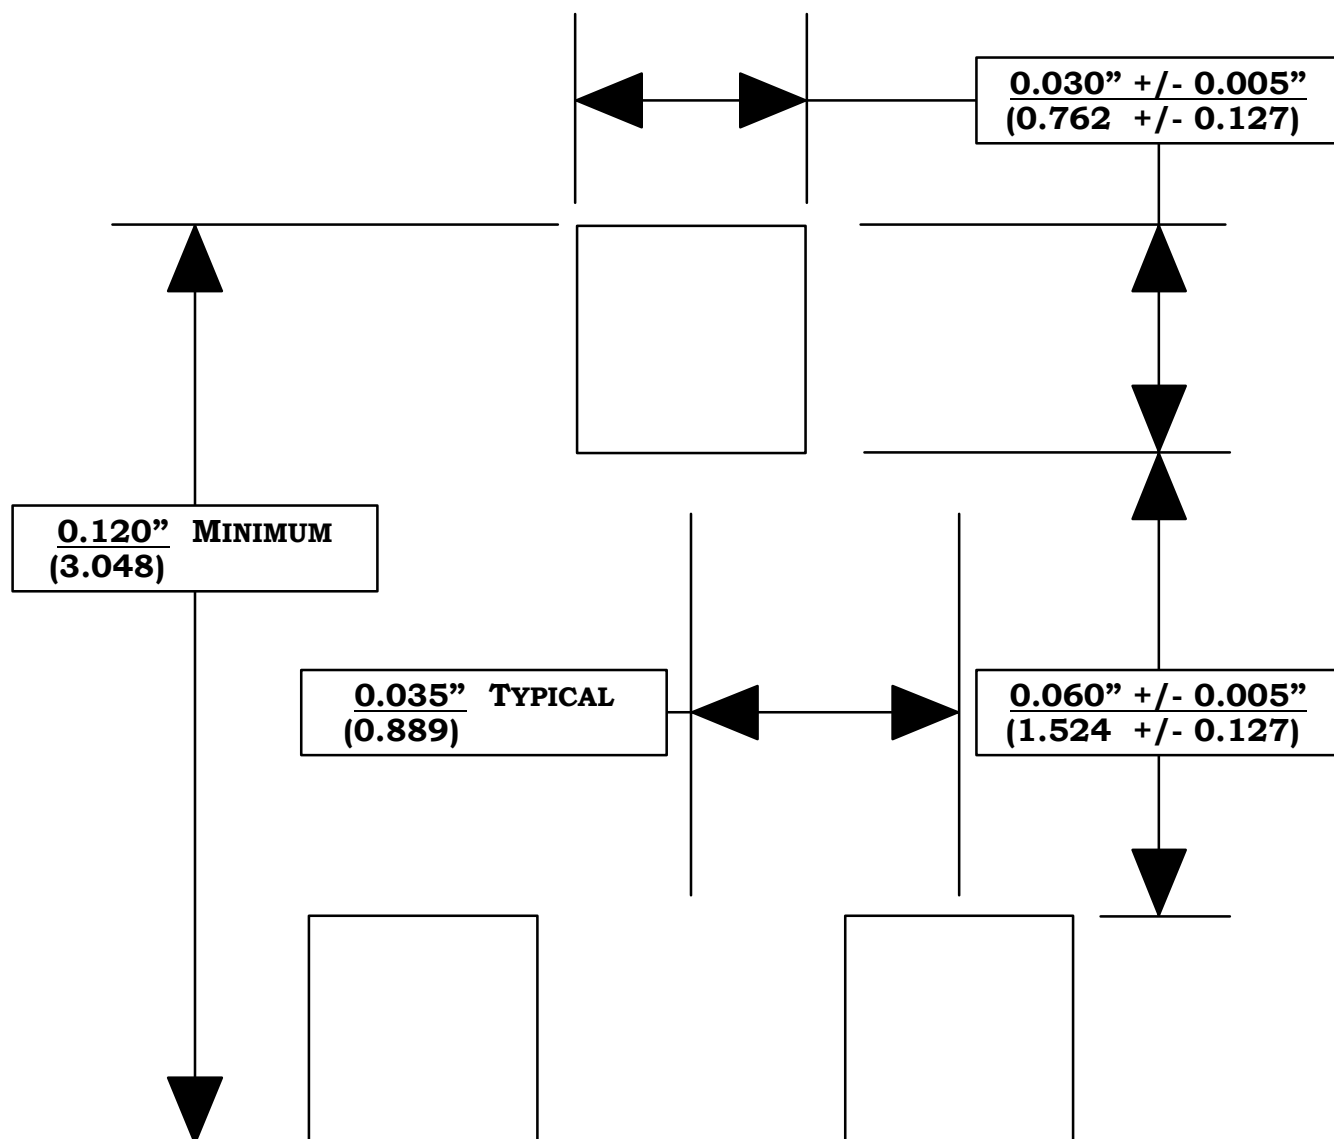 0.030” +/- 0.005”
(0.762 +/- 0.127)
0.120” MINIMUM
(3.048)
0.035” TYPICAL
(0.889)
0.060” +/- 0.005”
(1.524 +/- 0.127)